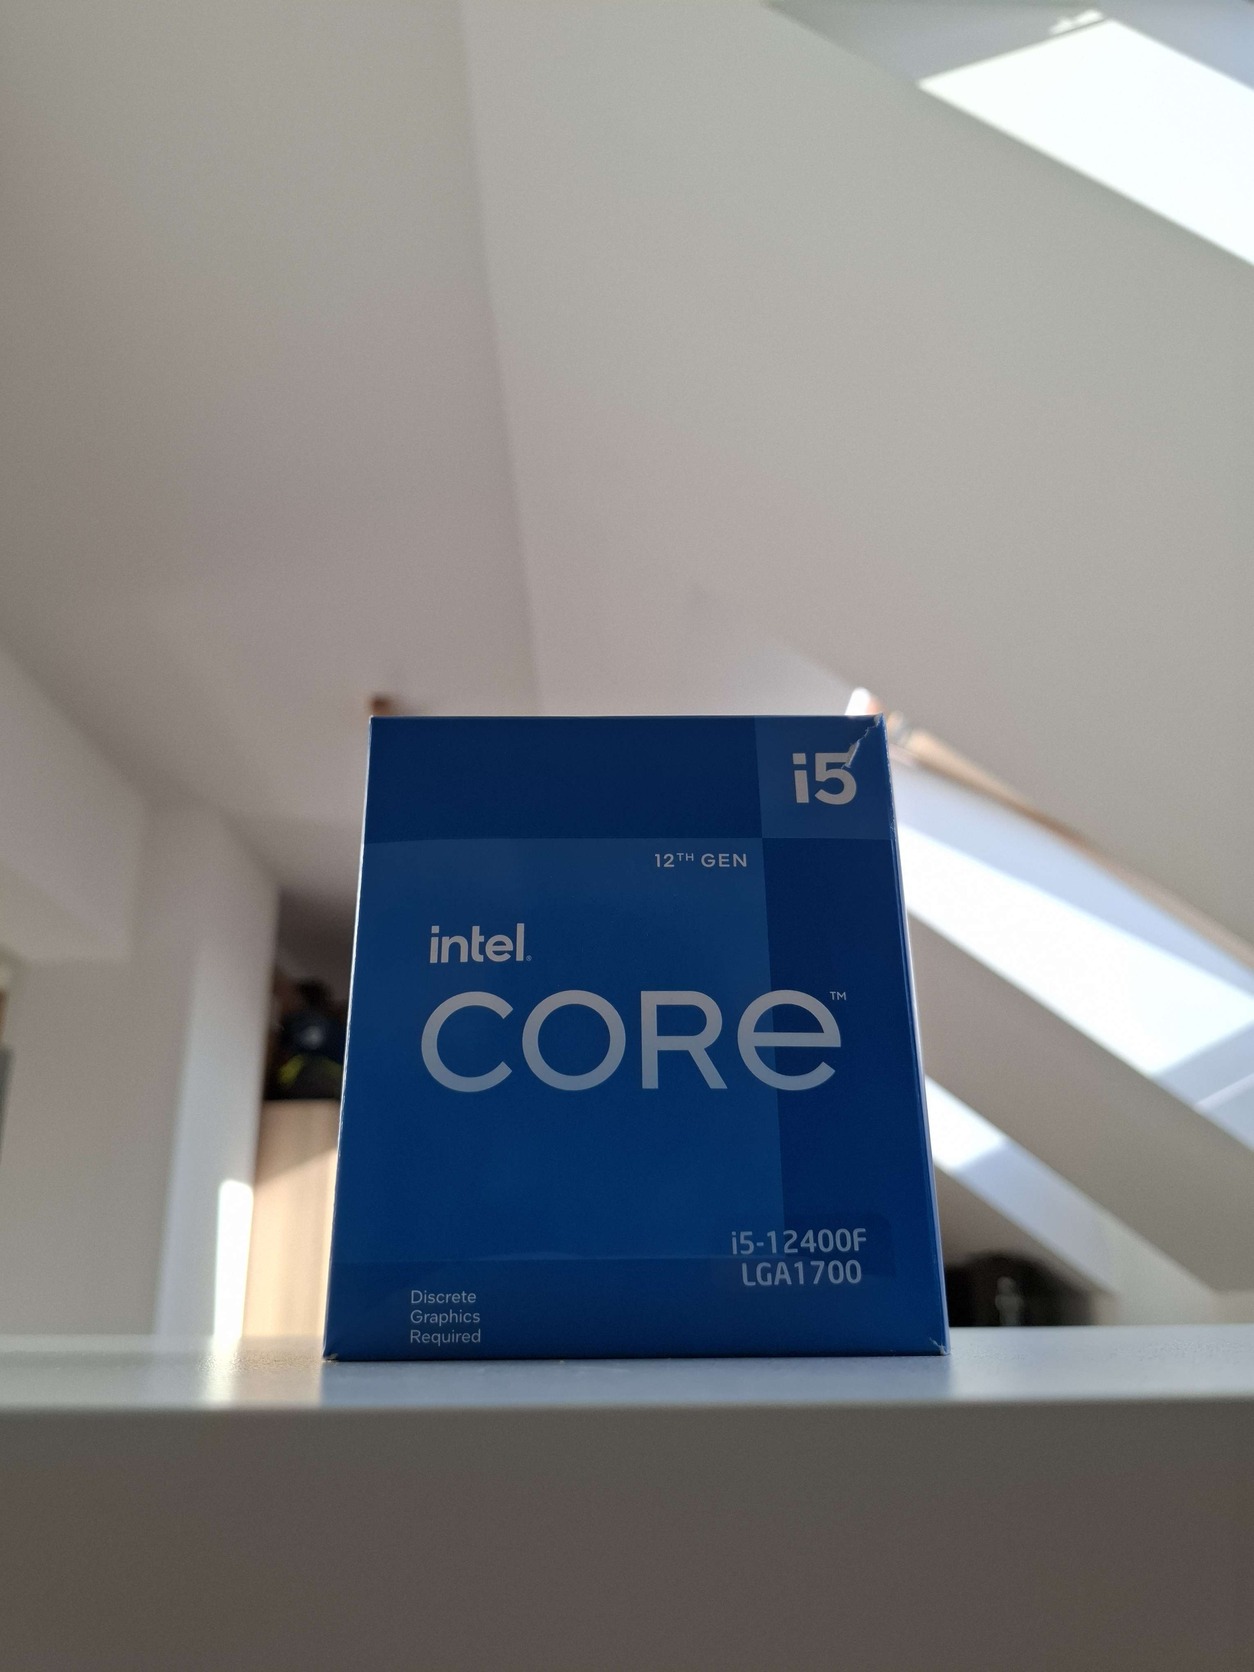 i5
12TH GEN
intel.
CORE™
i5-12400F
LGA1700
Discrete
Graphics
Required